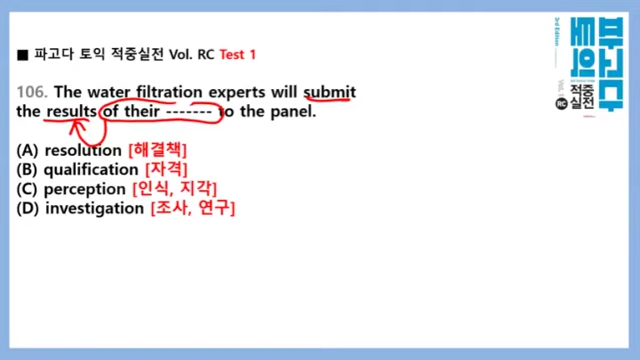 ■ 파고다 토익 적중실전 Vol. RC Test 1
106. The water filtration experts will submit
the results of their ------- to the panel.
(A) resolution [해결책]
(B) qualification [자격]
(C) perception [인식, 지각]
(D) investigation [조사, 연구]
파고다
토익
적중
실전
RC
3rd Edition